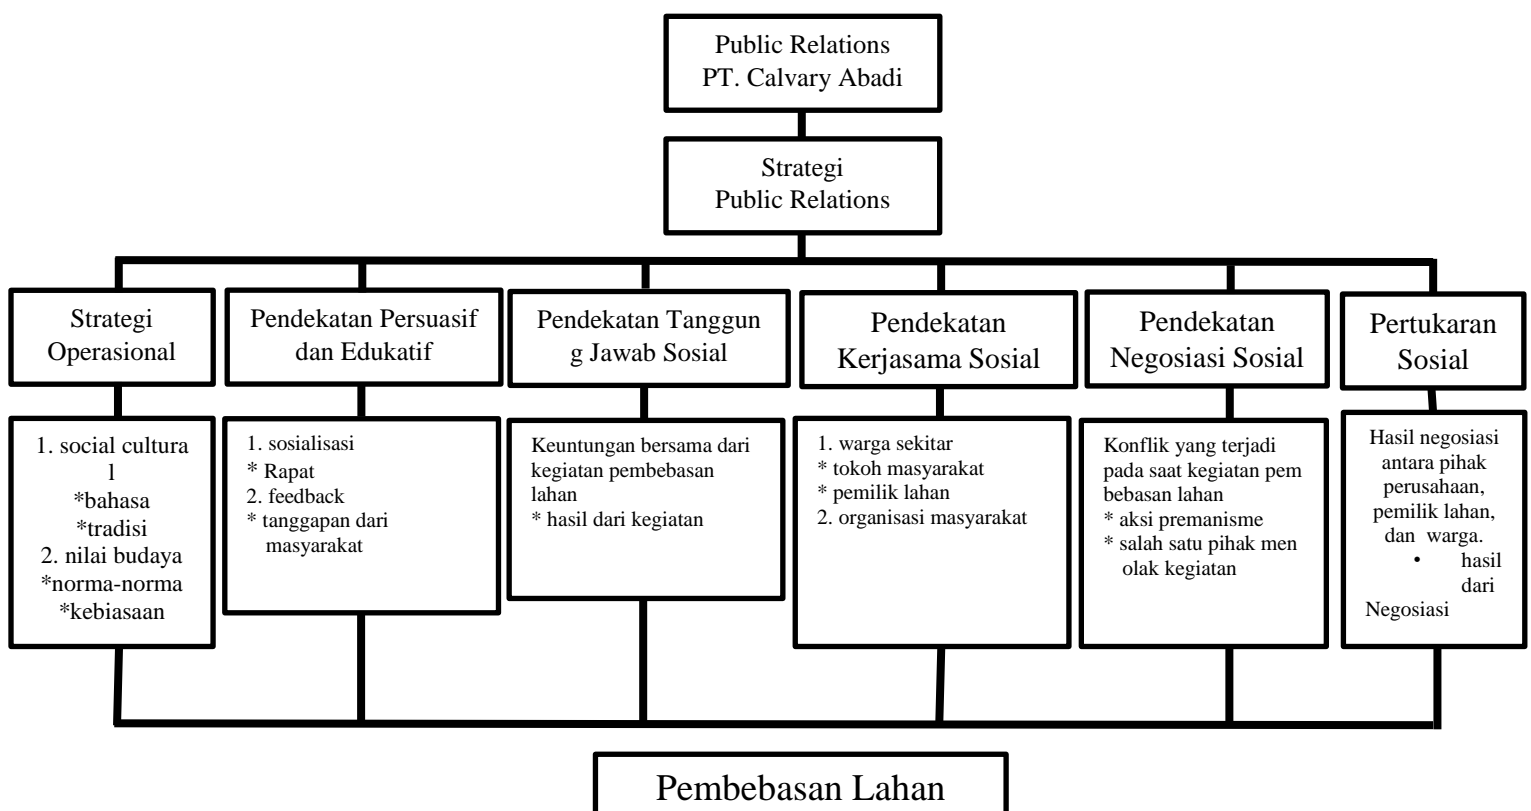 Public Relations
PT. Calvary Abadi
Strategi
Public Relations
Strategi
Operasional
Pendekatan Persuasif
dan Edukatif
Pendekatan Tanggun
g Jawab Sosial
Pendekatan
Kerjasama Sosial
Pendekatan
Negosiasi Sosial
Pertukaran
Sosial
1. social cultura
l
*bahasa
*tradisi
2. nilai budaya
*norma-norma
*kebiasaan
1. sosialisasi
* Rapat
2. feedback
* tanggapan dari
masyarakat
Keuntungan bersama dari
kegiatan pembebasan
lahan
* hasil dari kegiatan
1. warga sekitar
* tokoh masyarakat
* pemilik lahan
2. organisasi masyarakat
Konflik yang terjadi
pada saat kegiatan pem
bebasan lahan
* aksi premanisme
* salah satu pihak men
olak kegiatan
Hasil negosiasi
antara pihak
perusahaan,
pemilik lahan,
dan warga.
• hasil
dari
Negosiasi
Pembebasan Lahan